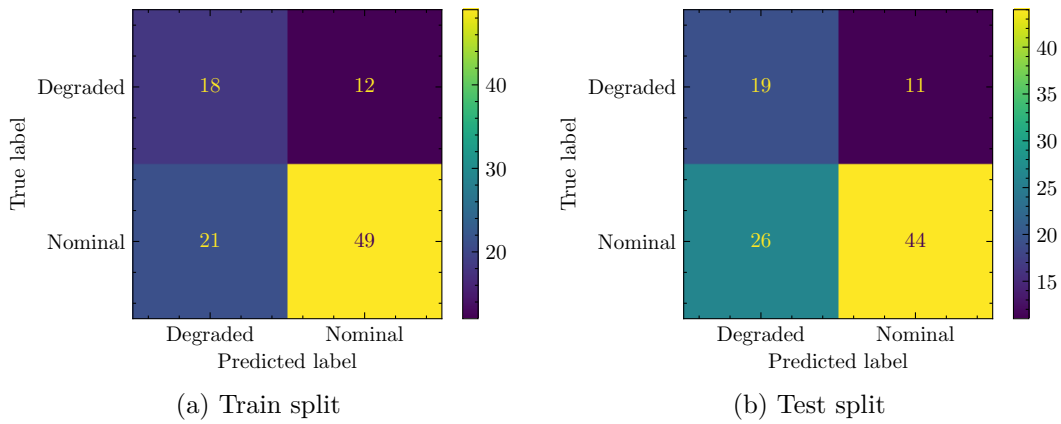 Degraded
Nominal
True label
18
12
21
49
Degraded
Nominal
Predicted label
40
30
20
(a) Train split
Degraded
Nominal
True label
19
11
26
44
Degraded
Nominal
Predicted label
40
35
30
25
20
15
(b) Test split